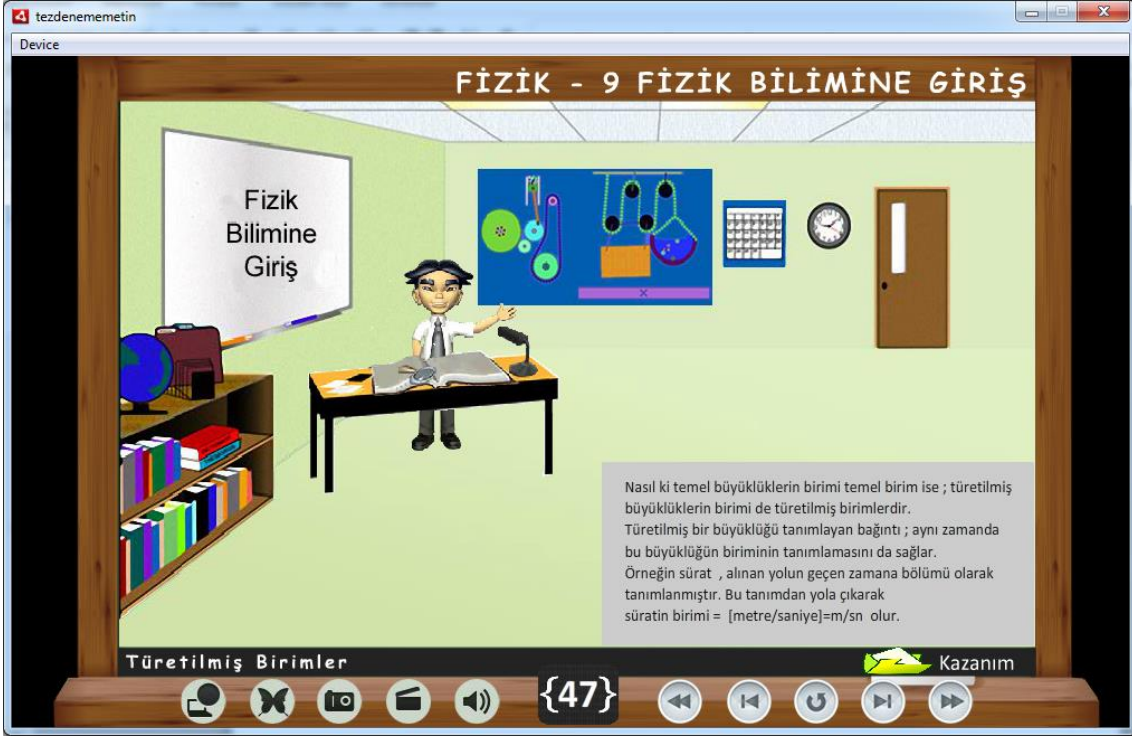 tezdenememetin
Device
FİZİK - 9 FİZİK BİLİMİNE GİRİŞ
Fizik
Bilimine
Giriş
Nasıl ki temel büyüklüklerin birimi temel birim ise ; türetilmiş
büyüklüklerin birimi de türetilmiş birimlerdir.
Türetilmiş bir büyüklüğü tanımlayan bağıntı ; aynı zamanda
bu büyüklüğün biriminin tanımlamasını da sağlar.
Örneğin sürat , alınan yolun geçen zamana bölümü olarak
tanımlanmıştır. Bu tanımdan yola çıkarak
süratin birimi = [metre/saniye]=m/sn olur.
Türetilmiş Birimler
Kazanım
{47}